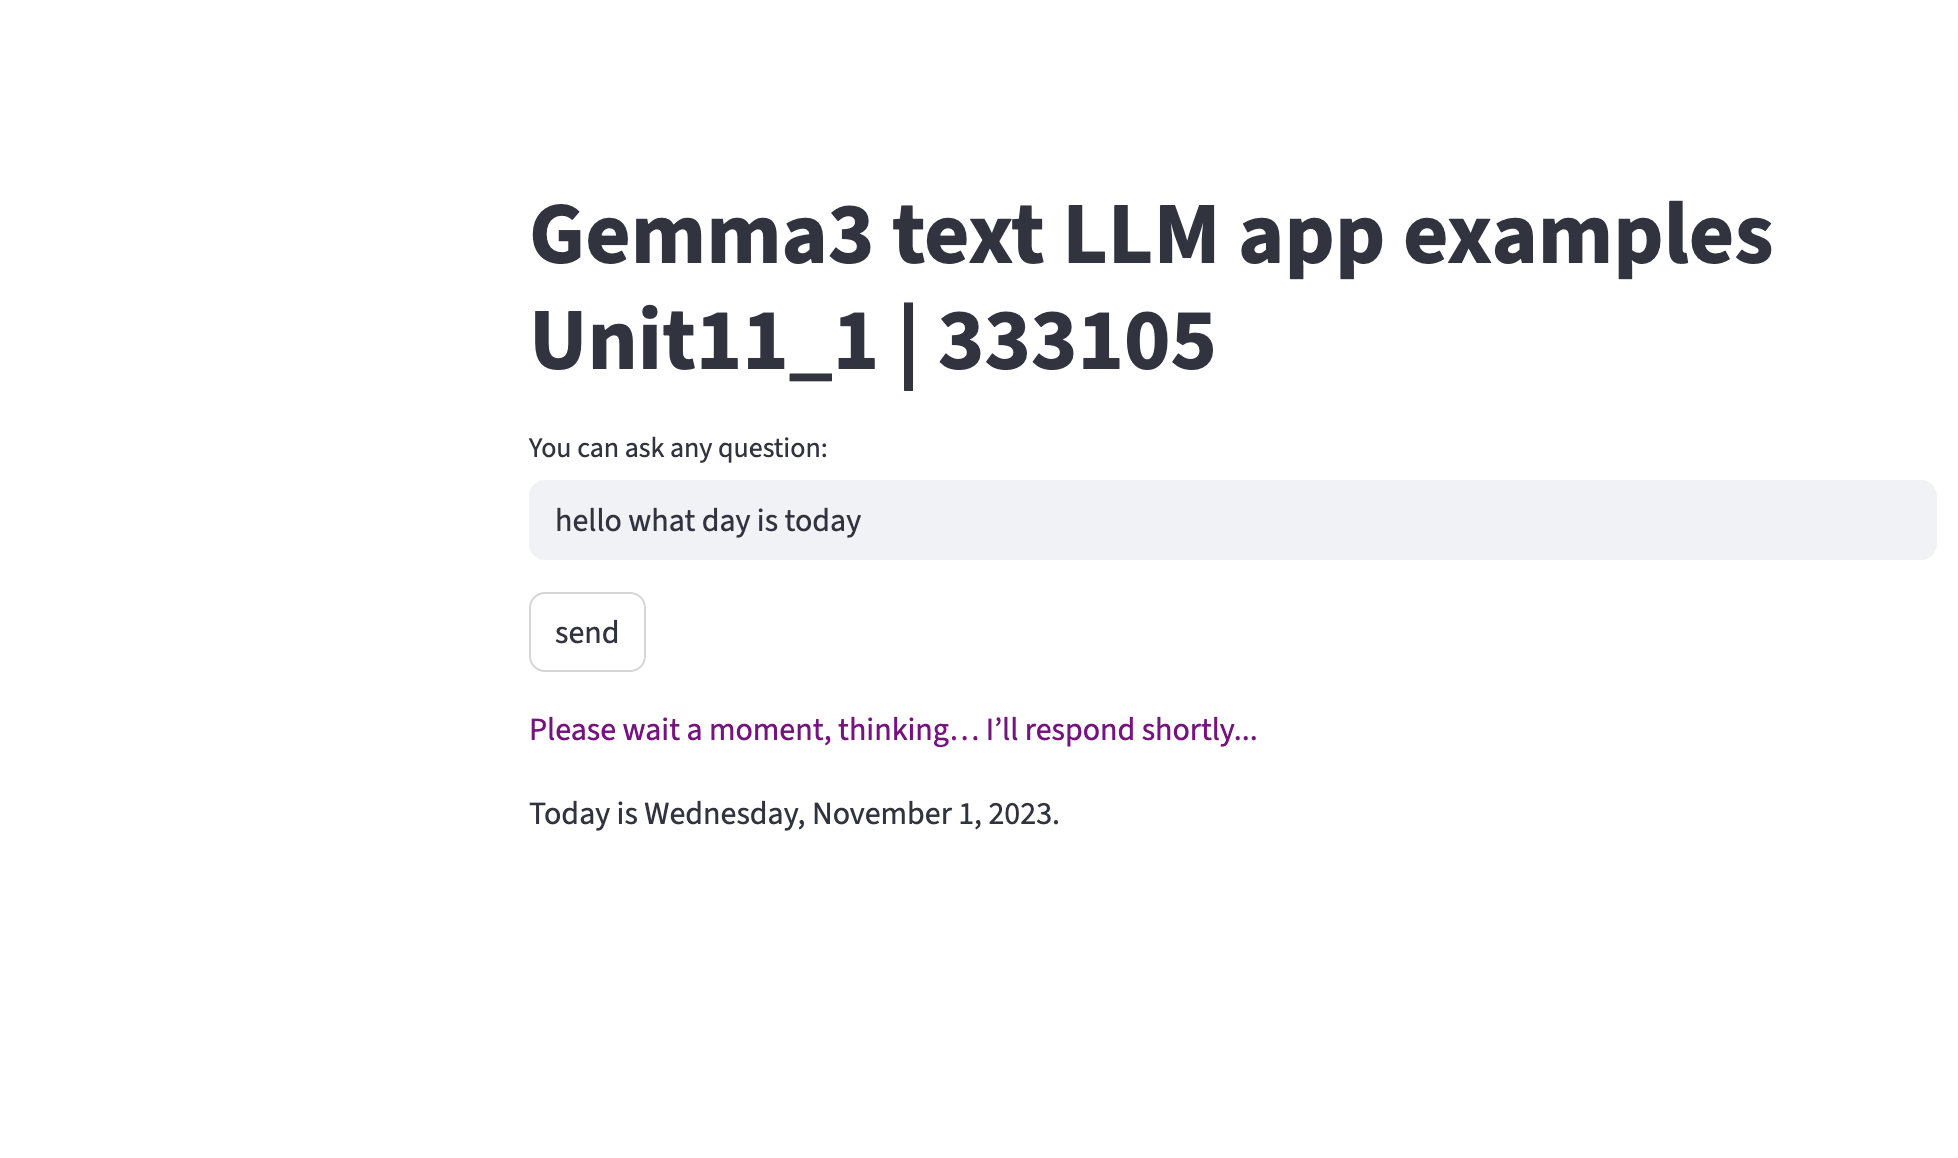 Gemma3 text LLM app examples
Unit11_1 | 333105
You can ask any question:
hello what day is today
send
Please wait a moment, thinking… I’ll respond shortly...
Today is Wednesday, November 1, 2023.